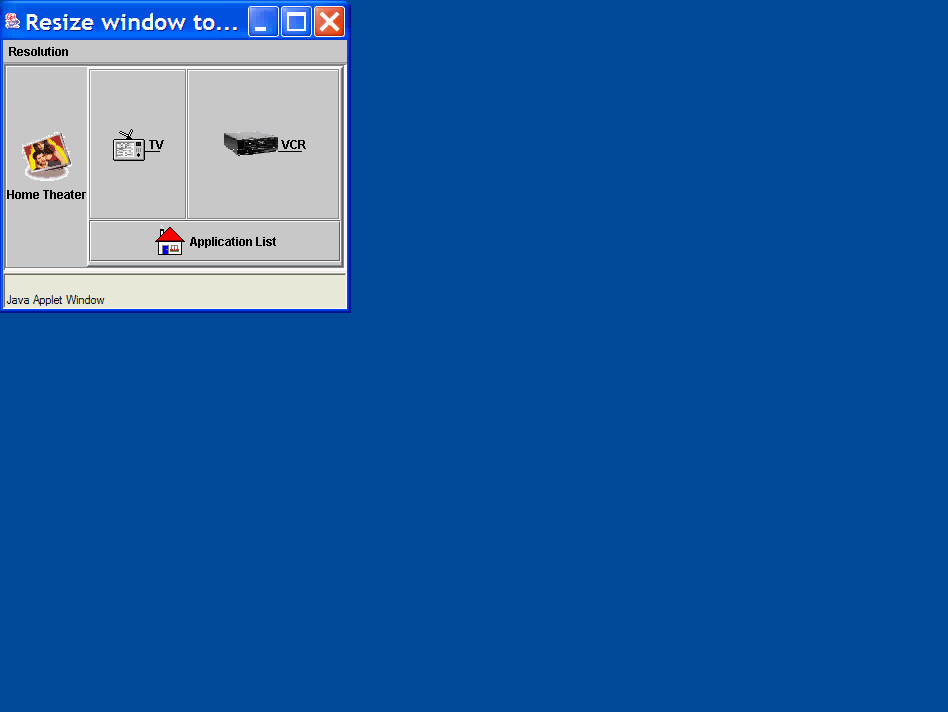 Resize window to...
Resolution
TV
VCR
Home Theater
Application List
Java Applet Window